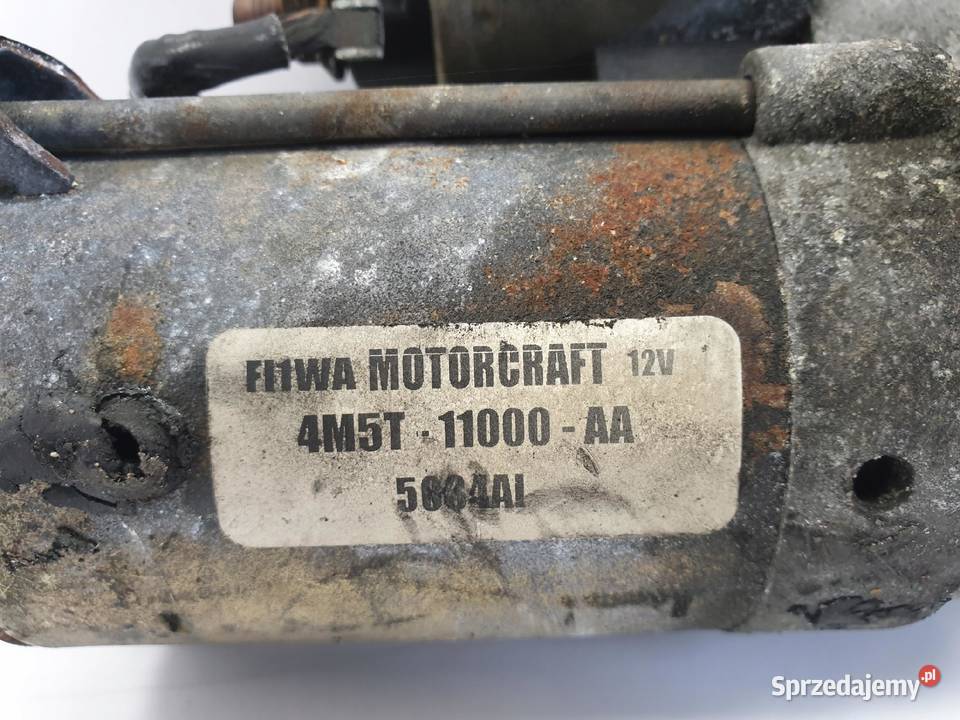 FI1WA MOTORCRAFT 12V
4M5T - 11000 - AA
Sprzedajemy.pl